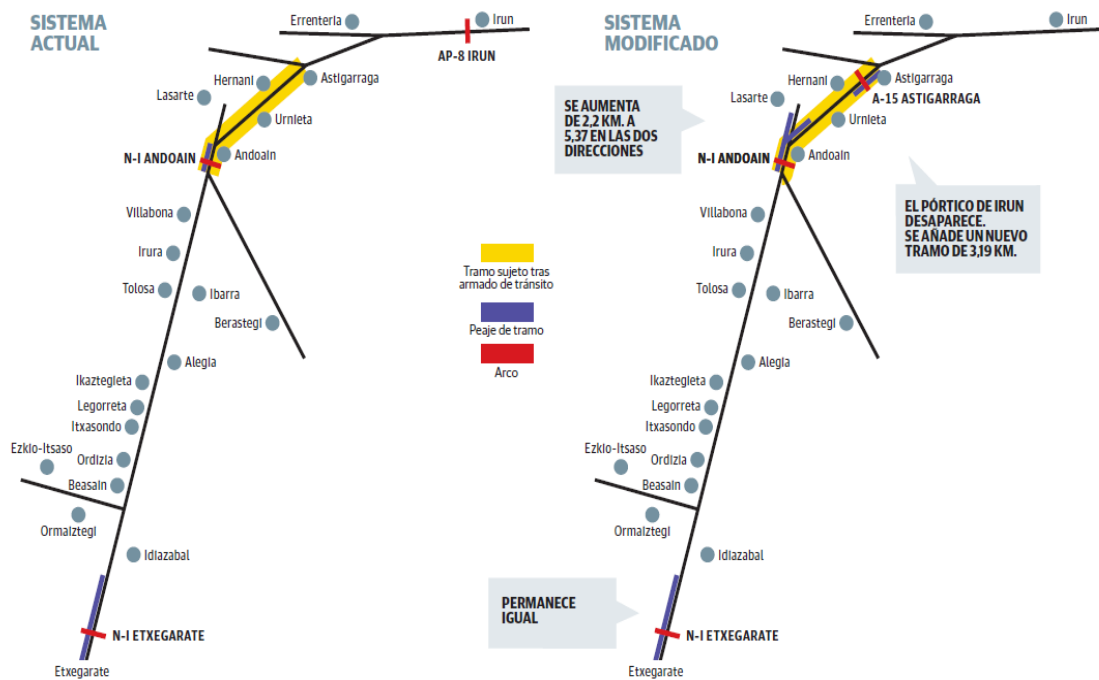 SISTEMA
ACTUAL
Errenteria
Irun
AP-8 IRUN
Hernani
Astigarraga
Lasarte
Urnieta
N-I ANDOAIN
Andoain
Villabona
Irura
Tolosa
Ibarra
Berastegi
Alegia
Ikaztegieta
Legorreta
Itxasondo
Ezkio-Itsaso
Ordizia
Beasain
Ormaiztegi
Idiazabal
N-I ETXEGARATE
Etxegarate
Tramo sujeto tras
armado de tránsito
Peaje de tramo
Arco
SISTEMA
MODIFICADO
Errenteria
Irun
Hernani
Astigarraga
A-15 ASTIGARRAGA
Lasarte
Urnieta
SE AUMENTA
DE 2,2 KM. A
5,37 EN LAS DOS
DIRECCIONES
N-I ANDOAIN
Andoain
EL PÓRTICO DE IRUN
DESAPARECE.
SE AÑADE UN NUEVO
TRAMO DE 3,19 KM.
Villabona
Irura
Tolosa
Ibarra
Berastegi
Alegia
Ikaztegieta
Legorreta
Itxasondo
Ezkio-Itsaso
Ordizia
Beasain
Ormaiztegi
Idiazabal
PERMANECE
IGUAL
N-I ETXEGARATE
Etxegarate